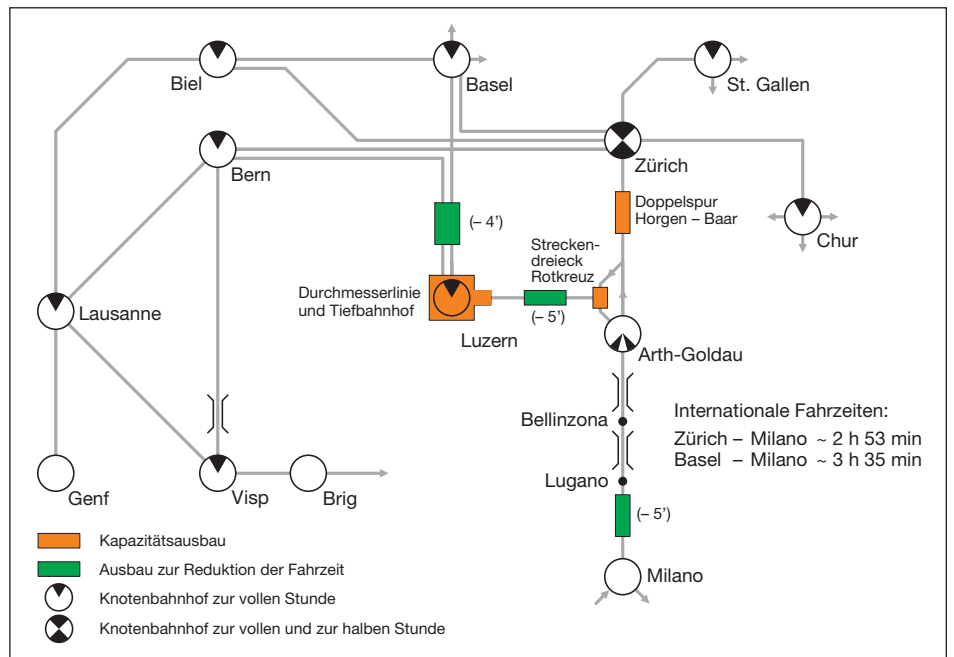 Biel
Basel
St. Gallen
Bern
Zürich
Doppelspur
Horgen – Baar
Chur
(– 4’)
Strecken-
dreieck
Rotkreuz
Durchmesserlinie
und Tiefbahnhof
(– 5’)
Lausanne
Luzern
Arth-Goldau
Internationale Fahrzeiten:
Zürich – Milano ~ 2 h 53 min
Basel – Milano ~ 3 h 35 min
Bellinzona
Lugano
Genf
Visp
Brig
(– 5’)
Milano
Kapazitätsausbau
Ausbau zur Reduktion der Fahrzeit
Knotenbahnhof zur vollen Stunde
Knotenbahnhof zur vollen und zur halben Stunde